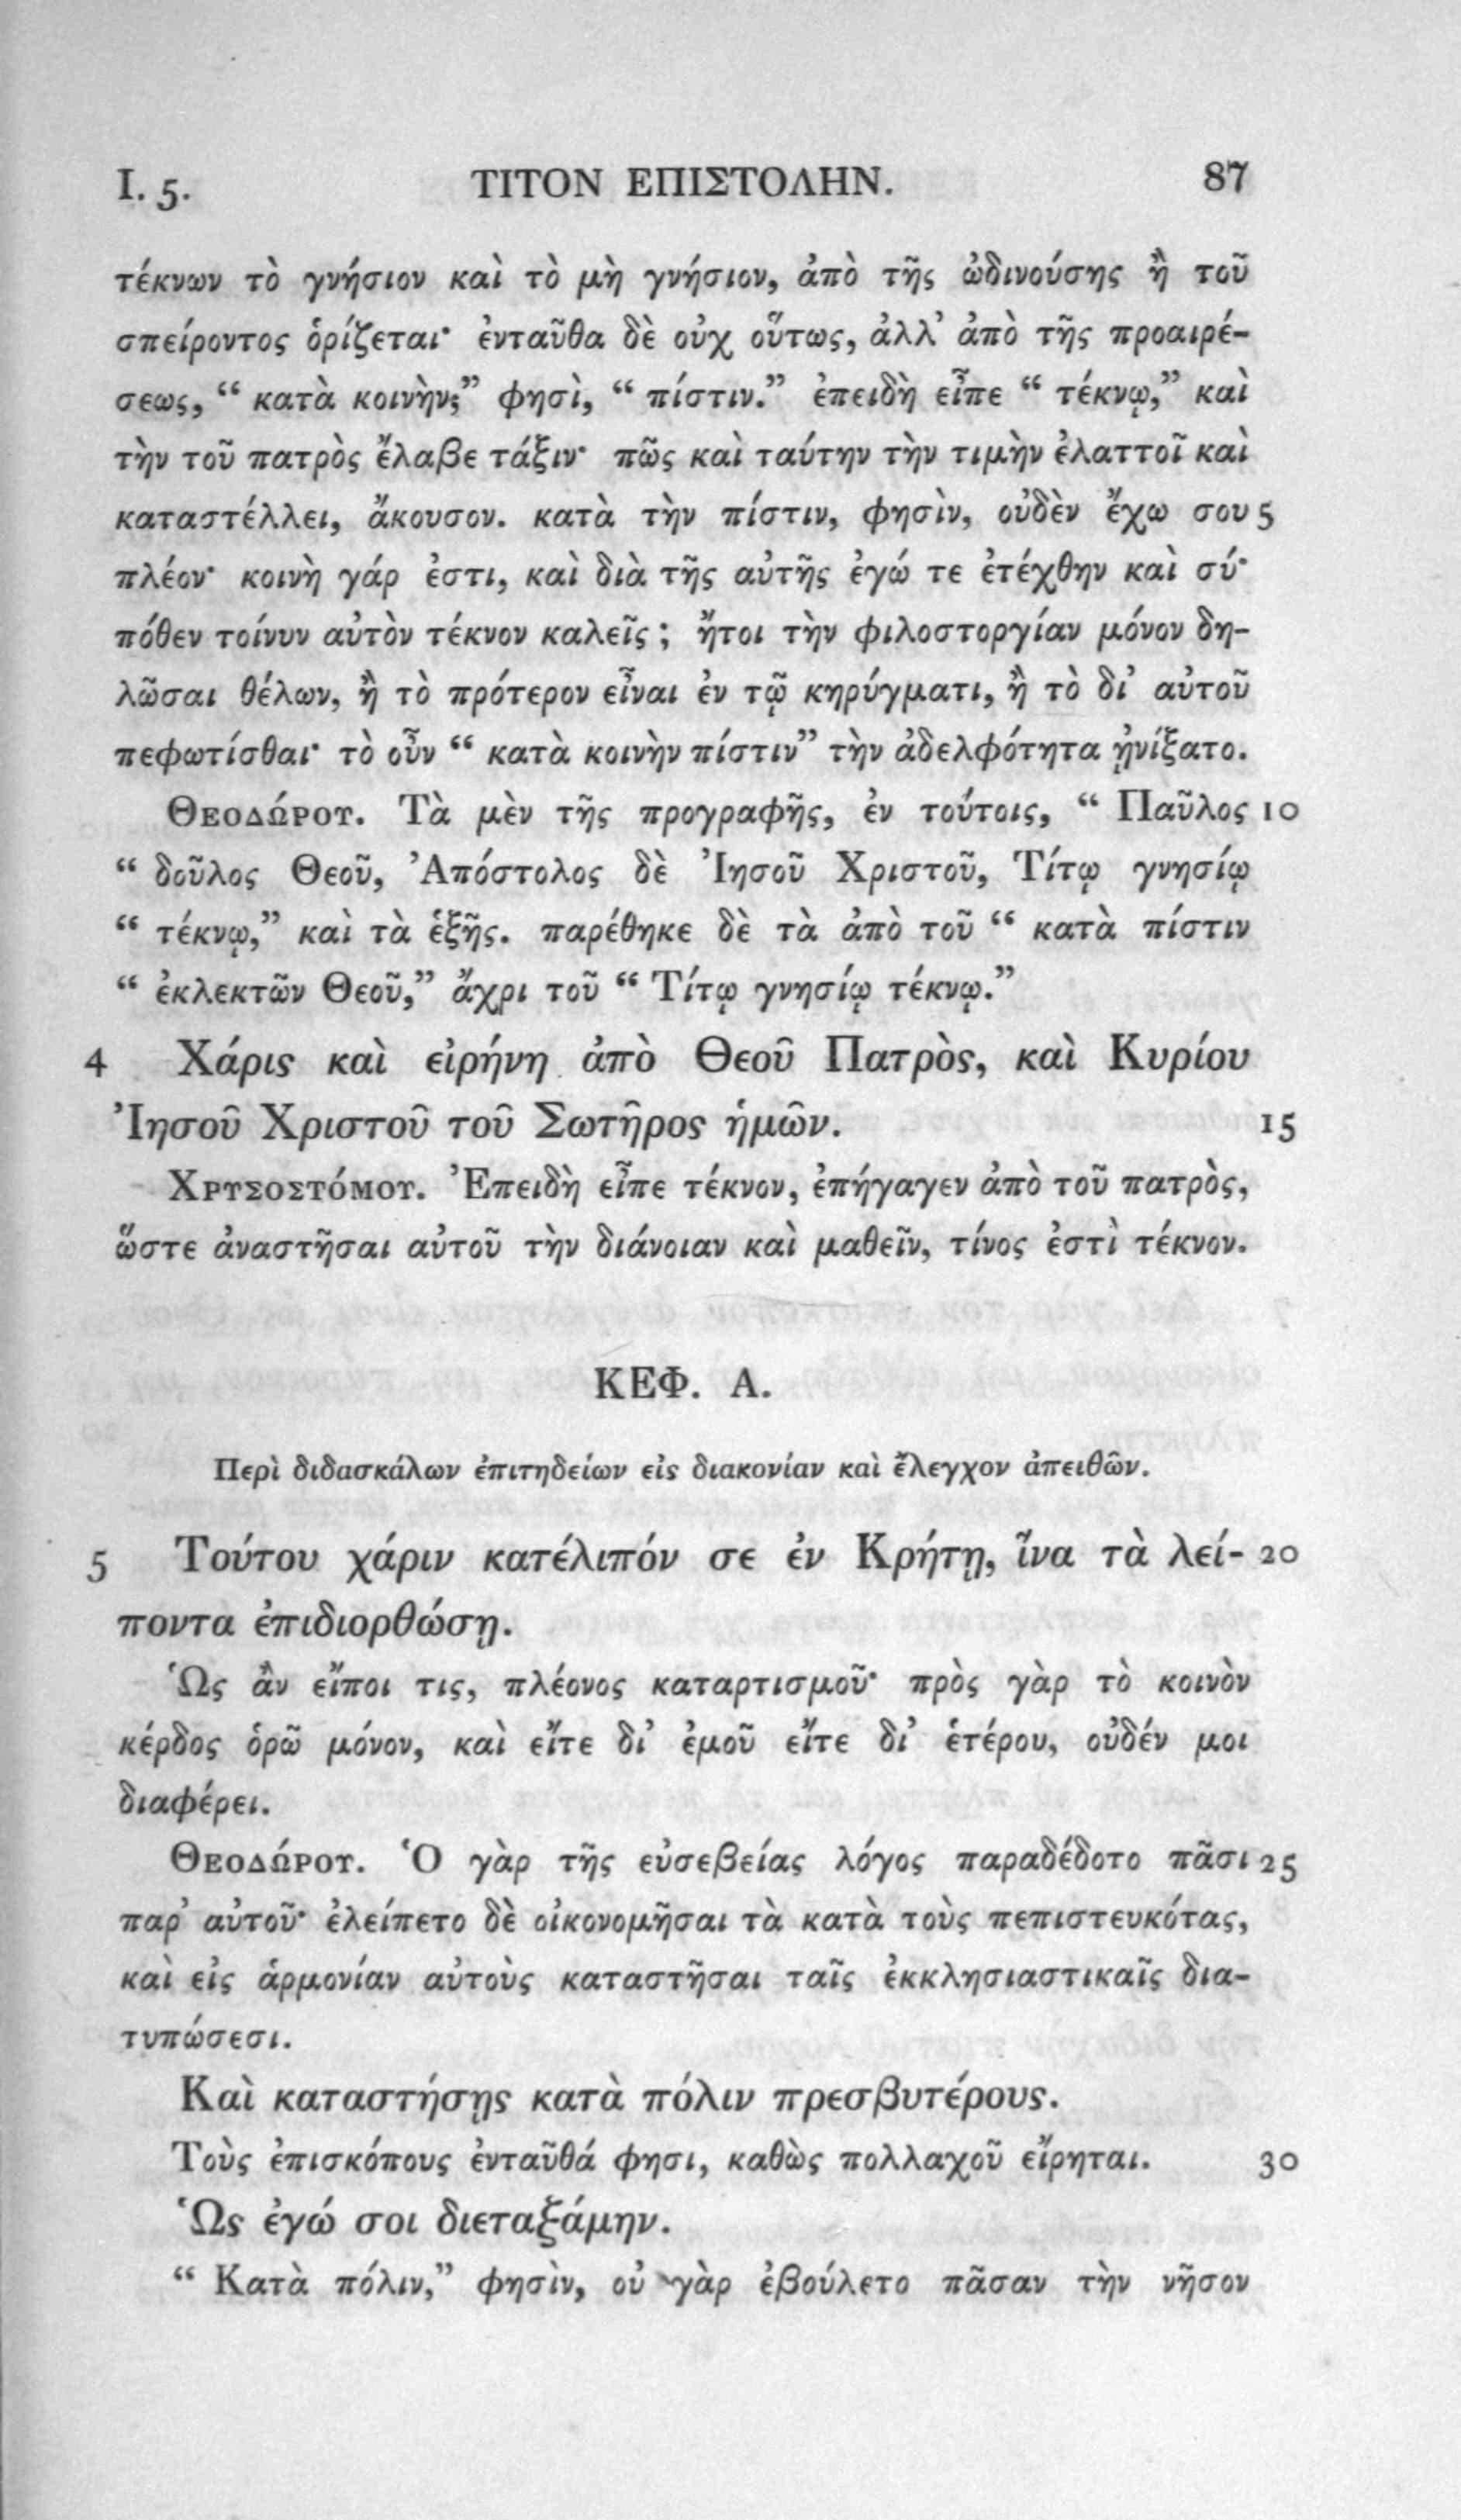 I. 5. ΤΙΤΟΝ ΕΠΙΣΤΟΛΗΝ. 87
τέκνων τὸ γνήσιον καὶ τὸ μὴ γνήσιον, ἀπὸ τῆς ὠδινούσης ἢ τοῦ
σπείροντος ὁρίζεται· ἐνταῦθα δὲ οὐχ οὕτως, ἀλλ’ ἀπὸ τῆς προαιρέ-
σεως, “ κατὰ κοινὴν;” φησὶ, “ πίστιν.” ἐπειδὴ εἶπε “ τέκνῳ,” καὶ
τὴν τοῦ πατρὸς ἔλαβε τάξιν· πῶς καὶ ταύτην τὴν τιμὴν ἐλαττοῖ καὶ
καταστέλλει, ἄκουσον. κατὰ τὴν πίστιν, φησὶν, οὐδὲν ἔχω σου 5
πλέον· κοινὴ γάρ ἐστι, καὶ διὰ τῆς αὐτῆς ἐγώ τε ἐτέχθην καὶ σύ·
πόθεν τοίνυν αὐτὸν τέκνον καλεῖς ; ἤτοι τὴν φιλοστοργίαν μόνον δη-
λῶσαι θέλων, ἢ τὸ πρότερον εἶναι ἐν τῷ κηρύγματι, ἢ τὸ δι’ αὐτοῦ
πεφωτίσθαι· τὸ οὖν “ κατὰ κοινὴν πίστιν” τὴν ἀδελφότητα ᾐνίξατο.
ΘΕΟΔΏΡΟΥ. Τὰ μὲν τῆς προγραφῆς, ἐν τούτοις, “ Παῦλος 10
“ δοῦλος Θεοῦ, Ἀπόστολος δὲ Ἰησοῦ Χριστοῦ, Τίτῳ γνησίῳ
“ τέκνῳ,” καὶ τὰ ἑξῆς. παρέθηκε δὲ τὰ ἀπὸ τοῦ “ κατὰ πίστιν
“ ἐκλεκτῶν Θεοῦ,” ἄχρι τοῦ “ Τίτῳ γνησίῳ τέκνῳ.”
4 Χάρις καὶ εἰρήνη ἀπὸ Θεοῦ Πατρὸς, καὶ Κυρίου
Ἰησοῦ Χριστοῦ τοῦ Σωτῆρος ἡμῶν. 15
ΧΡΥΣΟΣΤΌΜΟΥ. Ἐπειδὴ εἶπε τέκνον, ἐπήγαγεν ἀπὸ τοῦ πατρὸς,
ὥστε ἀναστῆσαι αὐτοῦ τὴν διάνοιαν καὶ μαθεῖν, τίνος ἐστὶ τέκνον.
ΚΕΦ. Α.
Περὶ διδασκάλων ἐπιτηδείων εἰς διακονίαν καὶ ἔλεγχον ἀπειθῶν.
5 Τούτου χάριν κατέλιπόν σε ἐν Κρήτῃ, ἵνα τὰ λεί- 20
ποντα ἐπιδιορθώσῃ.
Ὡς ἂν εἴποι τις, πλέονος καταρτισμοῦ· πρὸς γὰρ τὸ κοινὸν
κέρδος ὁρῶ μόνον, καὶ εἴτε δι’ ἐμοῦ εἴτε δι’ ἑτέρου, οὐδέν μοι
διαφέρει.
ΘΕΟΔΏΡΟΥ. Ὁ γὰρ τῆς εὐσεβείας λόγος παραδέδοτο πᾶσι 25
παρ’ αὐτοῦ· ἐλείπετο δὲ οἰκονομῆσαι τὰ κατὰ τοὺς πεπιστευκότας,
καὶ εἰς ἁρμονίαν αὐτοὺς καταστῆσαι ταῖς ἐκκλησιαστικαῖς δια-
τυπώσεσι.
Καὶ καταστήσῃς κατὰ πόλιν πρεσβυτέρους.
Τοὺς ἐπισκόπους ἐνταῦθά φησι, καθὼς πολλαχοῦ εἴρηται. 30
Ὡς ἐγώ σοι διεταξάμην.
“ Κατὰ πόλιν,” φησὶν, οὐ γὰρ ἐβούλετο πᾶσαν τὴν νῆσον